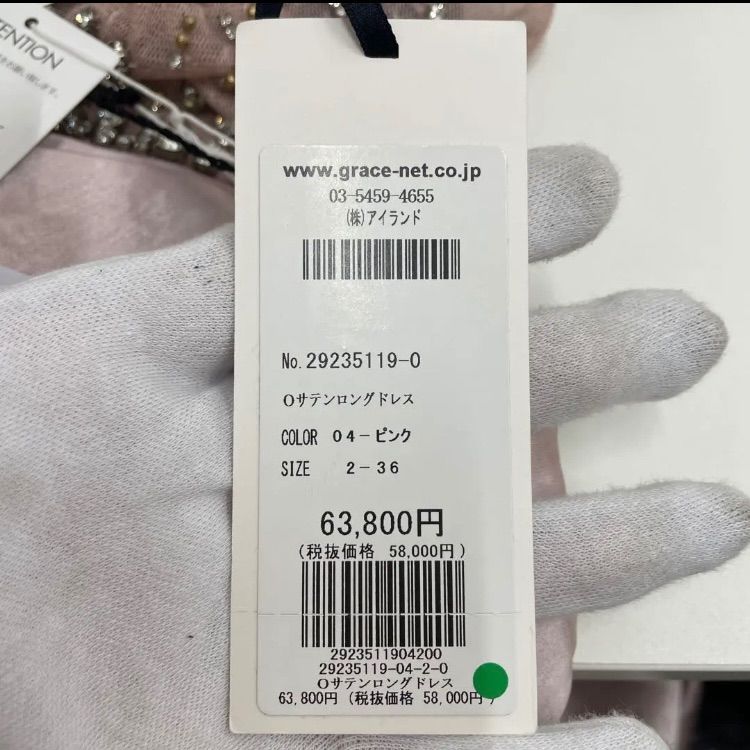 TENTION
www.grace-net.co.jp
03-5459-4655
(株)アイランド
No.29235119-0
Oサテンロングドレス
COLOR 04-ピンク
SIZE 2-36
63,800円
(税抜価格 58,000円)
2923511904200
29235119-04-2-0
Oサテンロングドレス
63,800円 (税抜価格 58,000円)